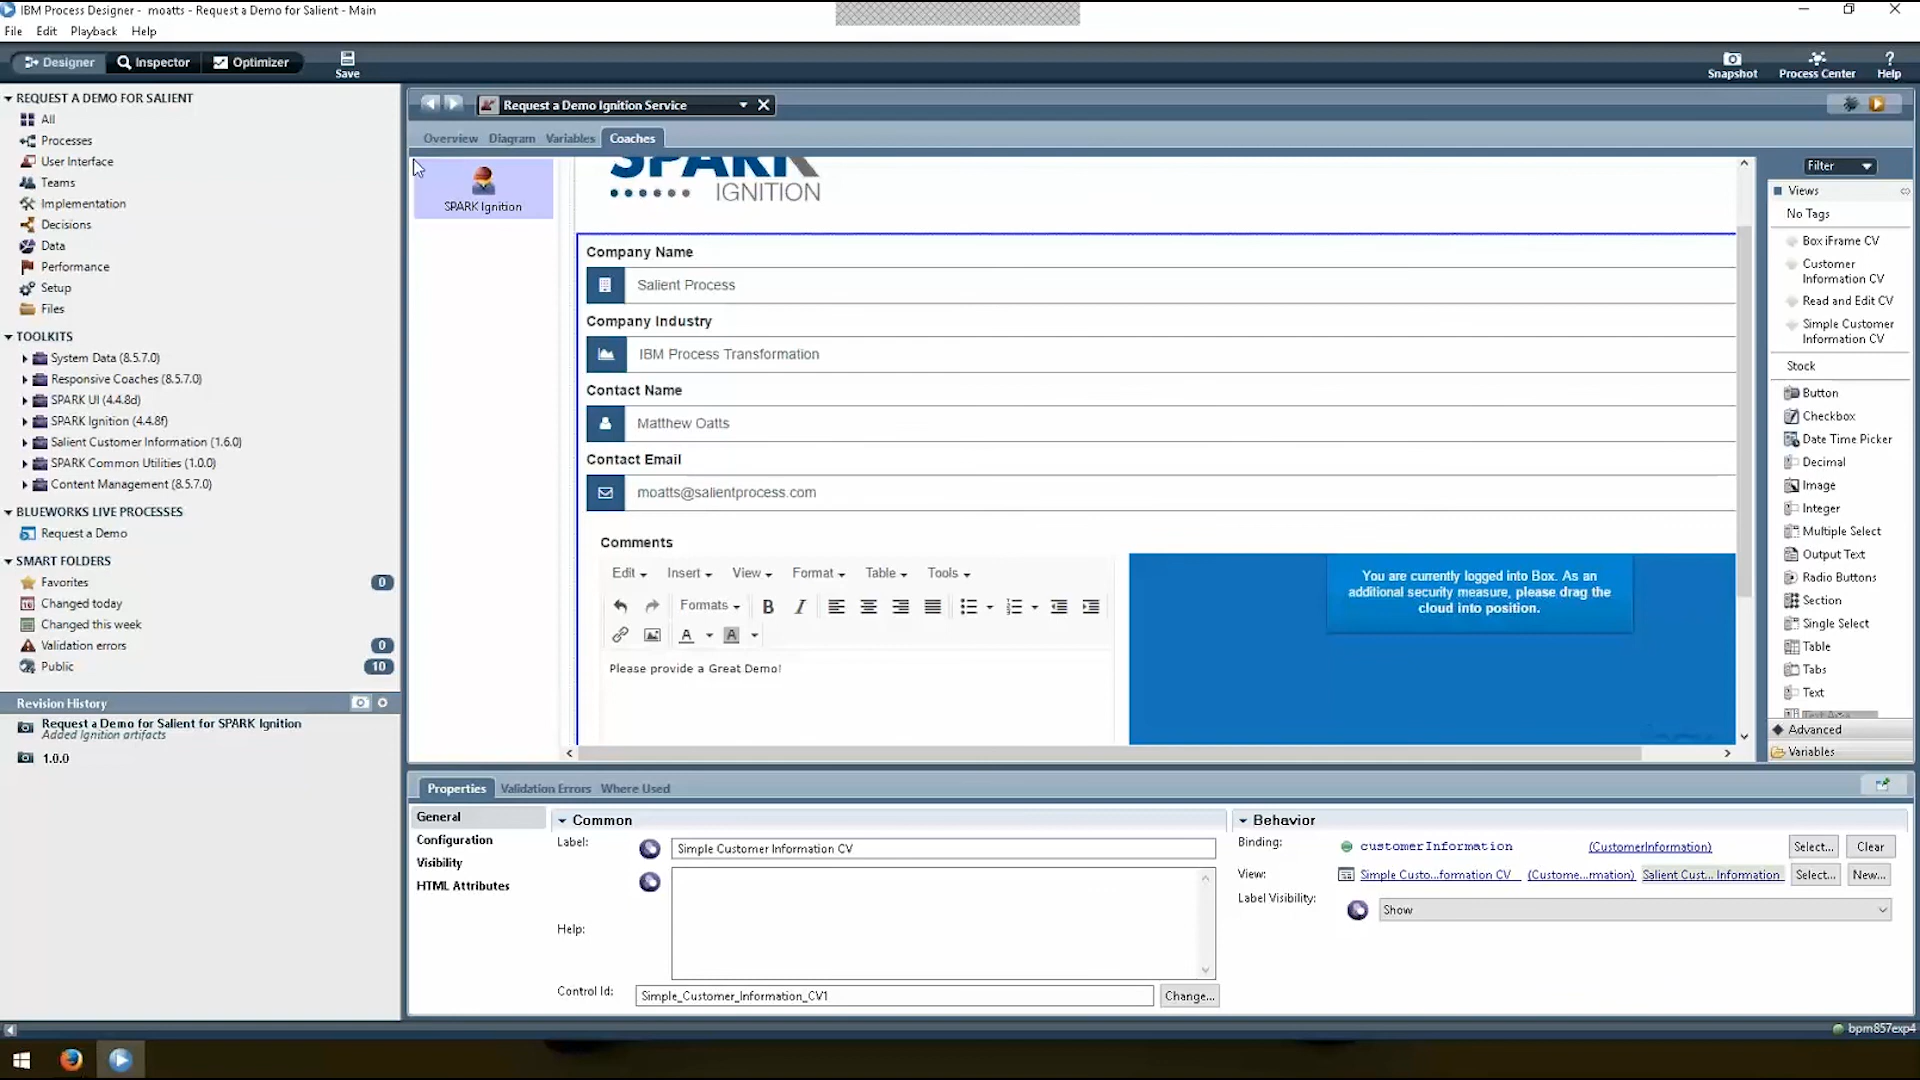 IBM Process Designer - moatts - Request a Demo for Salient - Main
File Edit Playback Help
Designer Inspector Optimizer Save Snapshot Process Center Help
REQUEST A DEMO FOR SALIENT
All
Processes
User Interface
Teams
Implementation
Decisions
Data
Performance
Setup
Files
TOOLKITS
System Data (8.5.7.0)
Responsive Coaches (8.5.7.0)
SPARK UI (4.4.8d)
SPARK Ignition (4.4.8f)
Salient Customer Information (1.6.0)
SPARK Common Utilities (1.0.0)
Content Management (8.5.7.0)
BLUEWORKS LIVE PROCESSES
Request a Demo
SMART FOLDERS
Favorites 0
Changed today
Changed this week
Validation errors 0
Public 10
Revision History
Request a Demo for Salient for SPARK Ignition
Added Ignition artifacts
1.0.0
Request a Demo Ignition Service
Overview Diagram Variables Coaches
SPARK Ignition
SPARK
IGNITION
Company Name
Salient Process
Company Industry
IBM Process Transformation
Contact Name
Matthew Oatts
Contact Email
moatts@salientprocess.com
Comments
Edit Insert View Format Table Tools
Formats B I
A A
Please provide a Great Demo!
You are currently logged into Box. As an
additional security measure, please drag the
cloud into position.
Filter
Views
No Tags
Box iFrame CV
Customer
Information CV
Read and Edit CV
Simple Customer
Information CV
Stock
Button
Checkbox
Date Time Picker
Decimal
Image
Integer
Multiple Select
Output Text
Radio Buttons
Section
Single Select
Table
Tabs
Text
Advanced
Variables
Properties Validation Errors Where Used
General
Configuration
Visibility
HTML Attributes
Common
Label: Simple Customer Information CV
Help:
Control Id: Simple_Customer_Information_CV1 Change...
Behavior
Binding: customerInformation (CustomerInformation) Select... Clear
View: Simple Custo...formation CV (Custome...rmation) Salient Cust... Information Select... New...
Label Visibility: Show
bpm857exp4